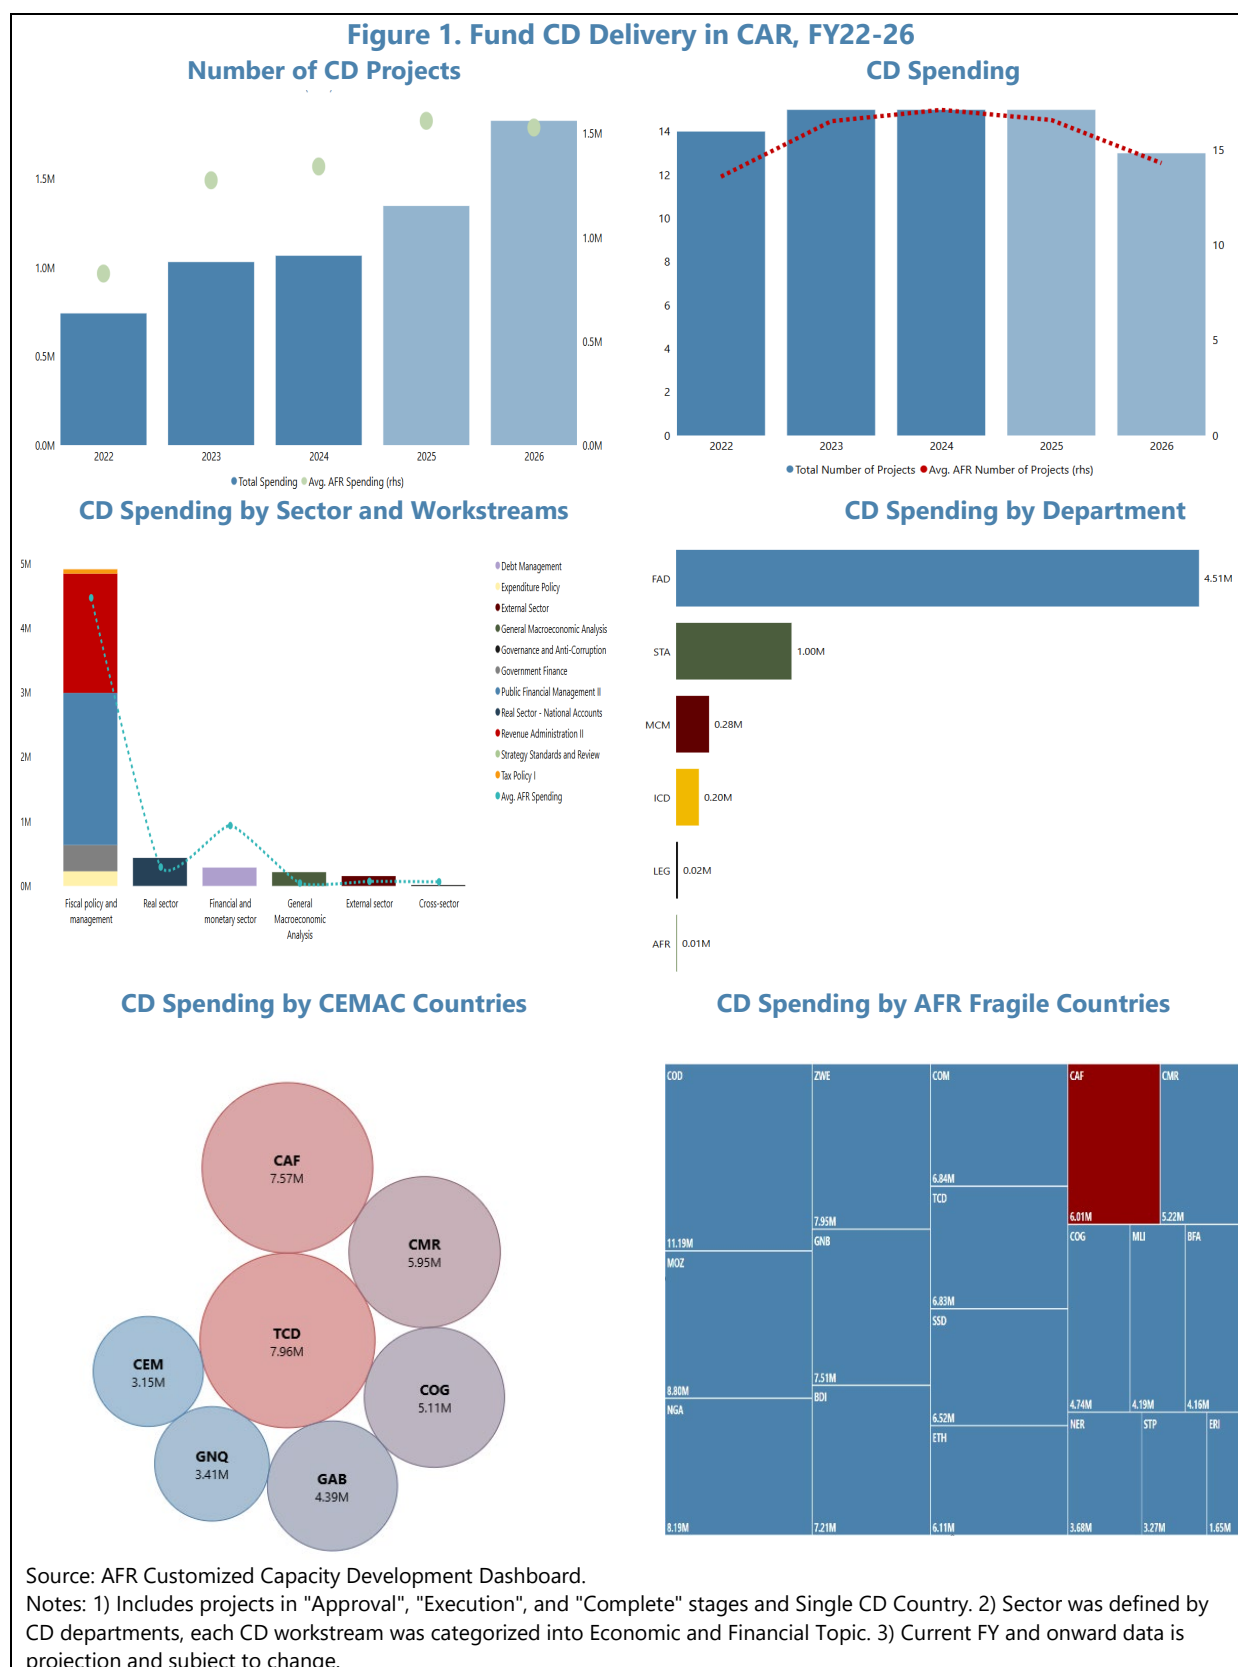 Figure 1. Fund CD Delivery in CAR, FY22-26
Number of CD Projects
1.5M
1.0M
0.5M
0.0M
1.5M
1.0M
0.5M
0.0M
2022 2023 2024 2025 2026
Total Spending Avg. AFR Spending (rhs)
CD Spending
14
12
10
8
6
4
2
0
15
10
5
0
2022 2023 2024 2025 2026
Total Number of Projects Avg. AFR Number of Projects (rhs)
CD Spending by Sector and Workstreams
5M
4M
3M
2M
1M
0M
Fiscal policy and management
Real sector
Financial and monetary sector
General Macroeconomic Analysis
External sector
Cross-sector
Debt Management
Expenditure Policy
External Sector
General Macroeconomic Analysis
Governance and Anti-Corruption
Government Finance
Public Financial Management II
Real Sector - National Accounts
Revenue Administration II
Strategy Standards and Review
Tax Policy I
Avg. AFR Spending
CD Spending by Department
FAD 4.51M
STA 1.00M
MCM 0.28M
ICD 0.20M
LEG 0.02M
AFR 0.01M
CD Spending by CEMAC Countries
CAF
7.57M
CMR
5.95M
TCD
7.96M
CEM
3.15M
COG
5.11M
GNQ
3.41M
GAB
4.39M
CD Spending by AFR Fragile Countries
COD
11.19M
MOZ
8.80M
NGA
8.19M
ZWE
7.95M
GNB
7.51M
BDI
7.21M
COM
6.84M
TCD
6.83M
SSD
6.52M
ETH
6.11M
CAF
6.01M
CMR
5.22M
COG
4.74M
MLI
4.19M
BFA
4.16M
NER
3.68M
STP
3.27M
ERI
1.65M
Source: AFR Customized Capacity Development Dashboard.
Notes: 1) Includes projects in "Approval", "Execution", and "Complete" stages and Single CD Country. 2) Sector was defined by
CD departments, each CD workstream was categorized into Economic and Financial Topic. 3) Current FY and onward data is
projection and subject to change.